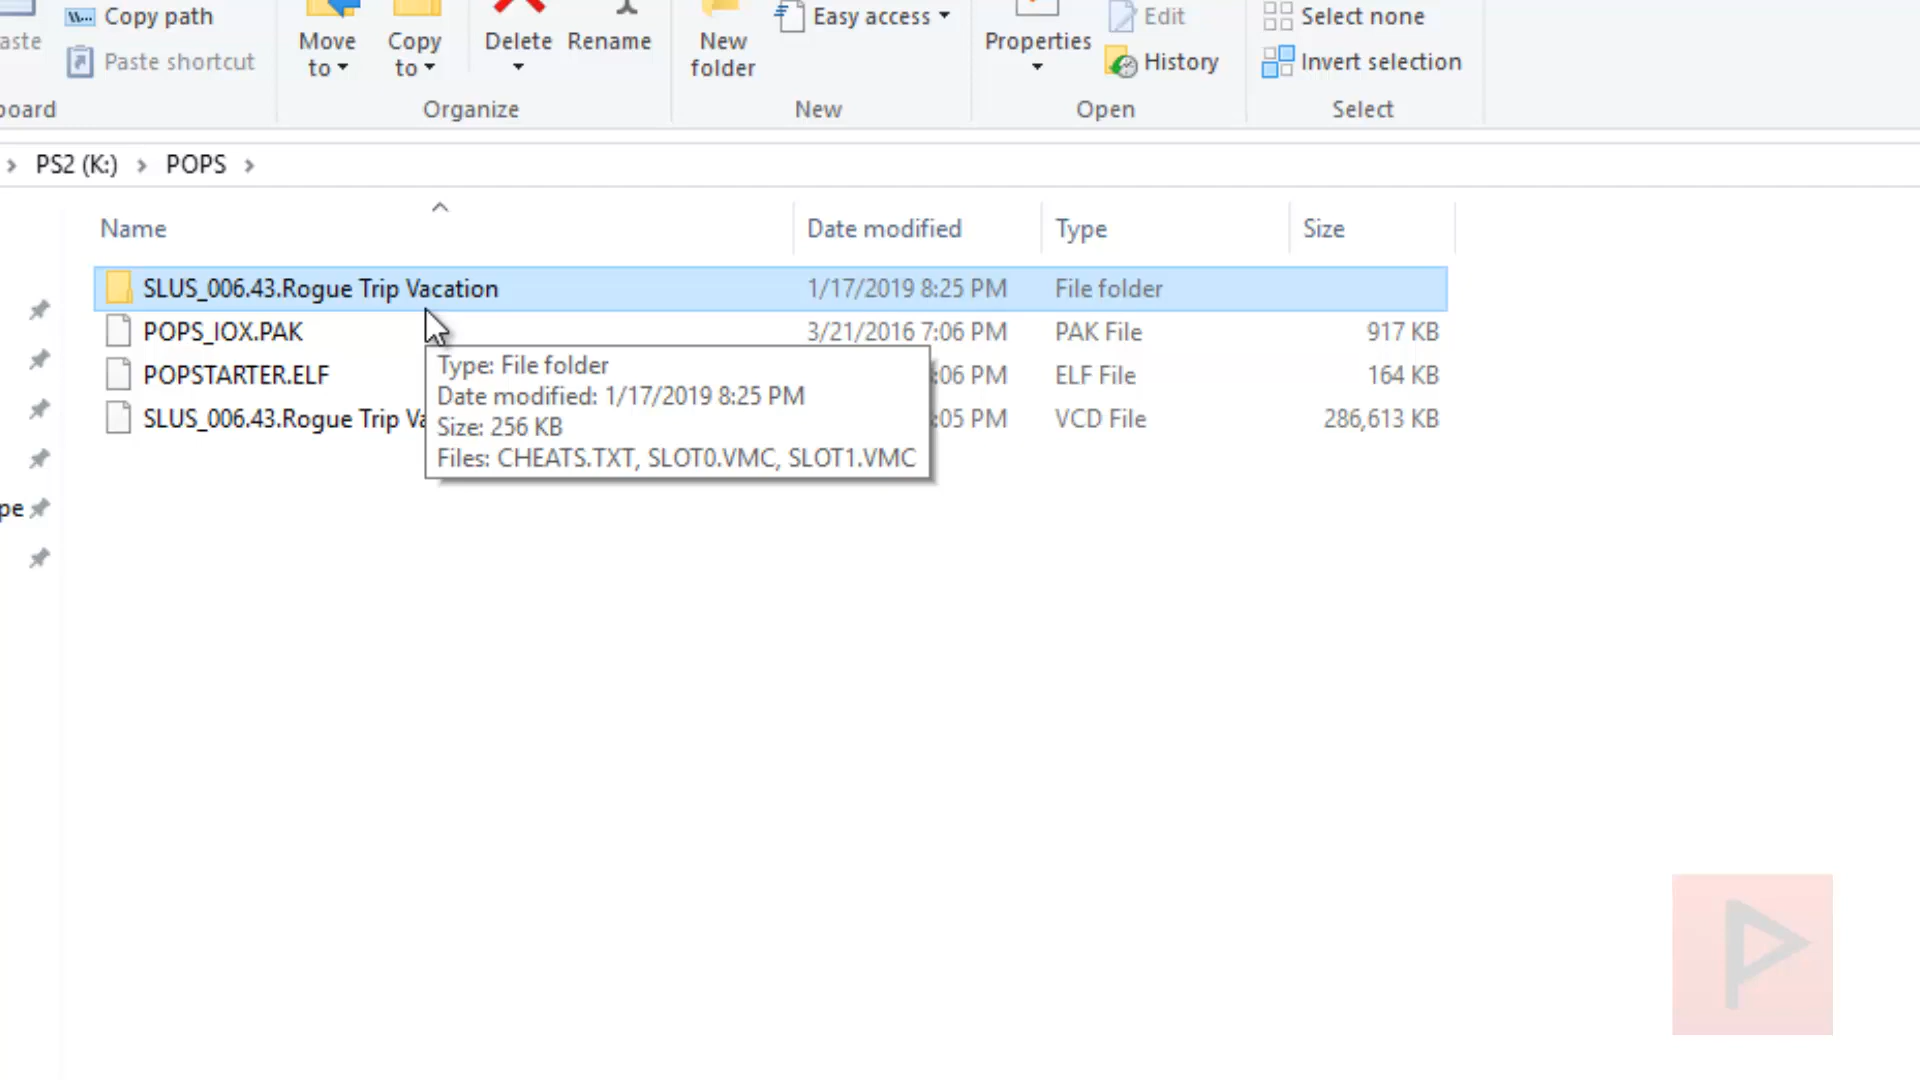 Copy path
Paste shortcut
Move to
Copy to
Delete
Rename
New folder
Easy access
Properties
Edit
History
Select none
Invert selection
Organize
New
Open
Select
PS2 (K:) > POPS >
Name
Date modified
Type
Size
SLUS_006.43.Rogue Trip Vacation 1/17/2019 8:25 PM File folder
POPS_IOX.PAK 3/21/2016 7:06 PM PAK File 917 KB
POPSTARTER.ELF :06 PM ELF File 164 KB
SLUS_006.43.Rogue Trip :05 PM VCD File 286,613 KB
Type: File folder
Date modified: 1/17/2019 8:25 PM
Size: 256 KB
Files: CHEATS.TXT, SLOT0.VMC, SLOT1.VMC